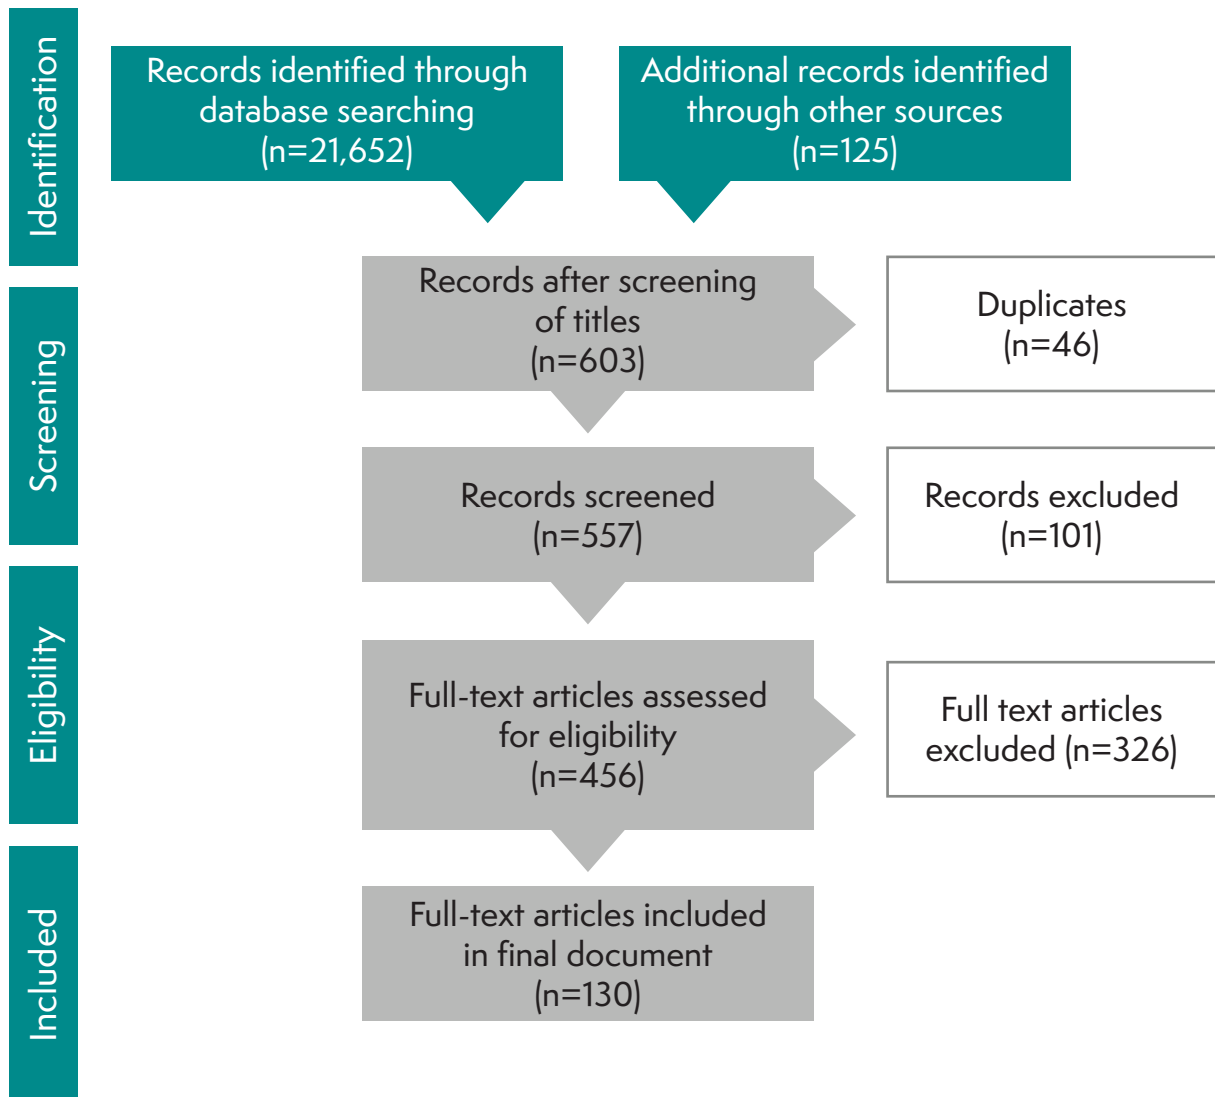 Identification
Records identified through
database searching
(n=21,652)
Additional records identified
through other sources
(n=125)
Screening
Records after screening
of titles
(n=603)
Duplicates
(n=46)
Records screened
(n=557)
Records excluded
(n=101)
Eligibility
Full-text articles assessed
for eligibility
(n=456)
Full text articles
excluded (n=326)
Included
Full-text articles included
in final document
(n=130)